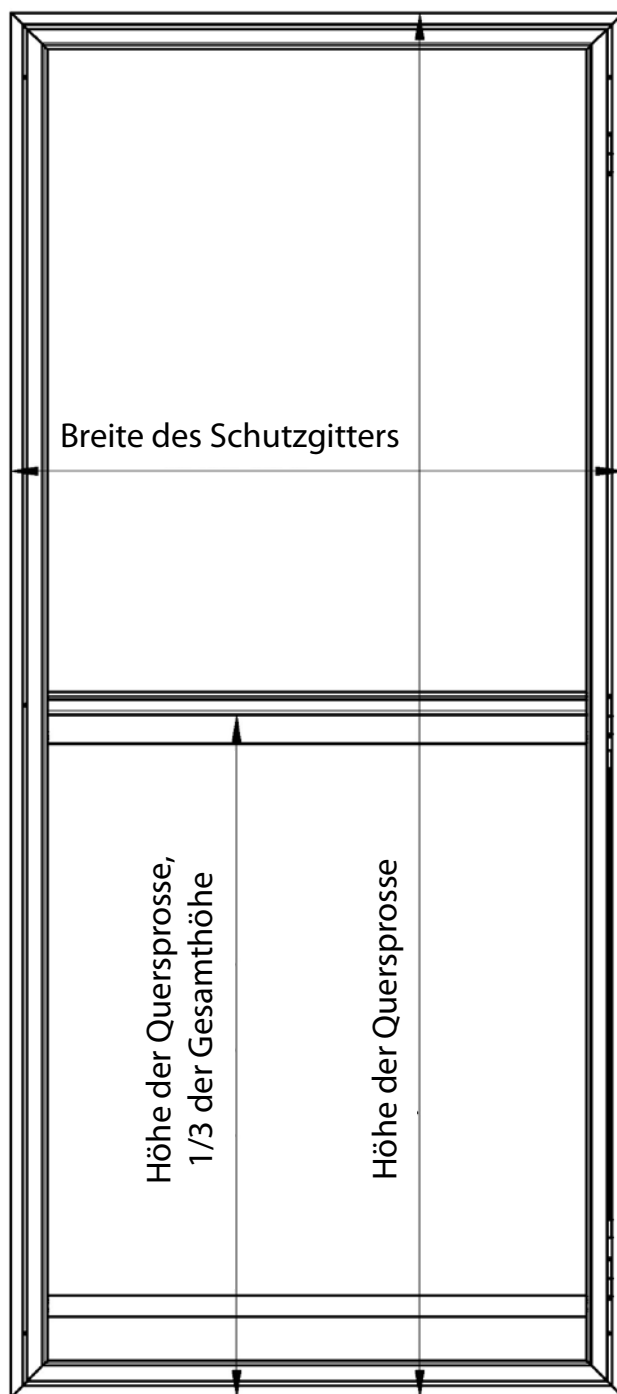 Breite des Schutzgitters
Höhe der Quersprosse,
1/3 der Gesamthöhe
Höhe der Quersprosse